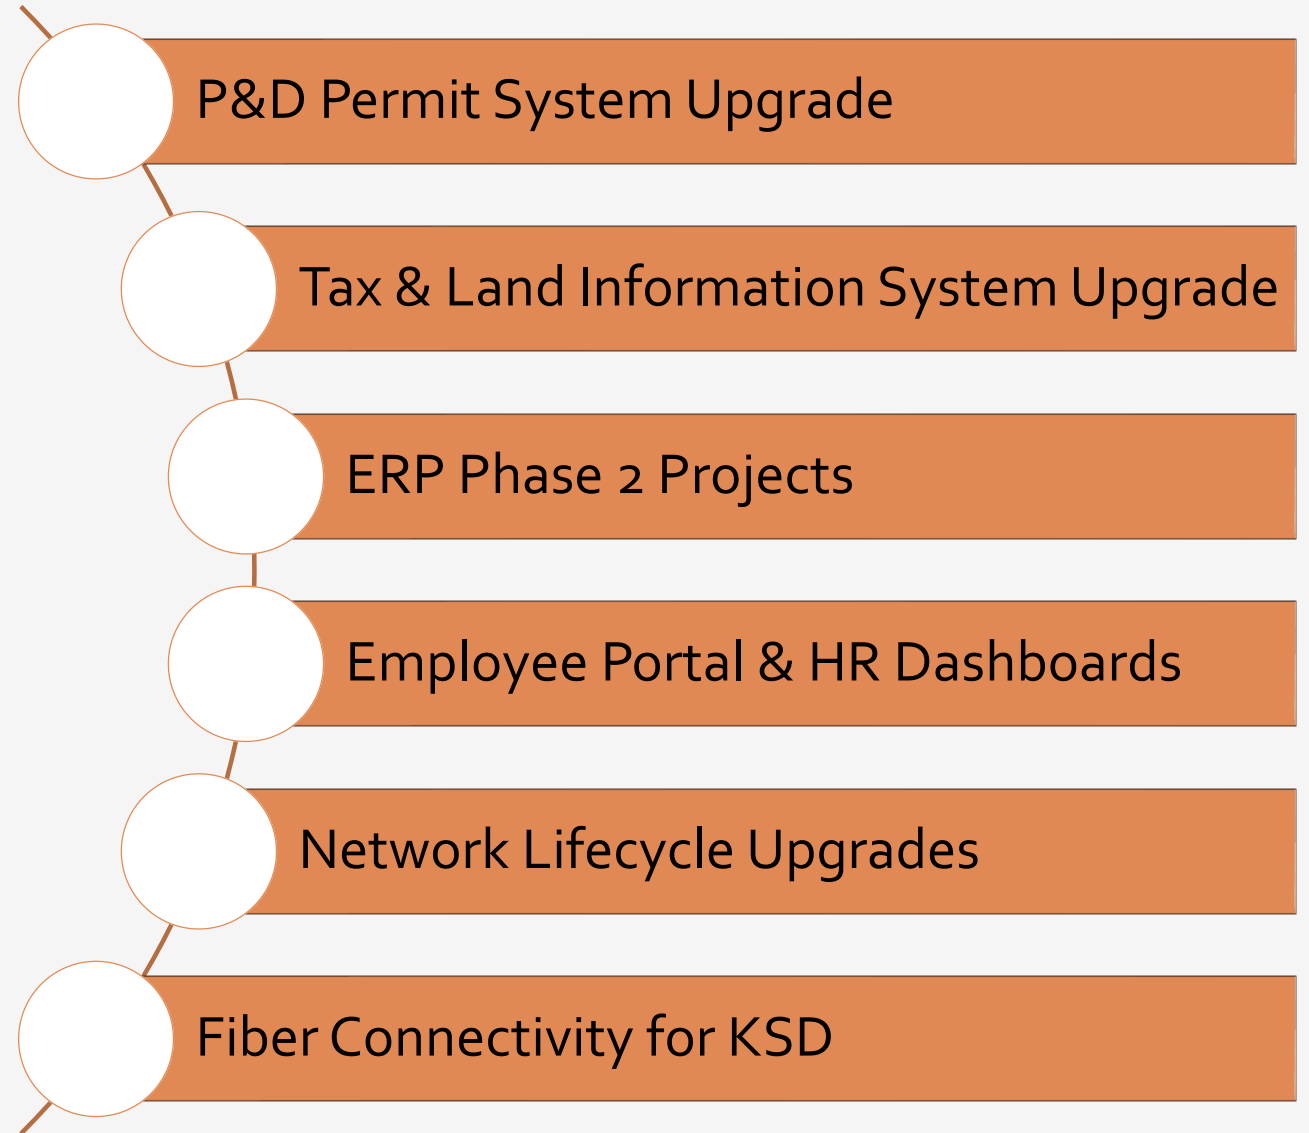 P&D Permit System Upgrade
Tax & Land Information System Upgrade
ERP Phase 2 Projects
Employee Portal & HR Dashboards
Network Lifecycle Upgrades
Fiber Connectivity for KSD